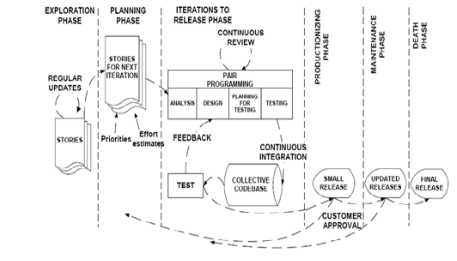 EXPLORATION
PHASE
PLANNING
PHASE
ITERATIONS TO
RELEASE PHASE
PRODUCTIONIZING
PHASE
MAINTENANCE
PHASE
DEATH
PHASE
REGULAR
UPDATES
STORIES
STORIES
FOR NEXT
ITERATION
Priorities
Effort
estimates
CONTINUOUS
REVIEW
PAIR
PROGRAMMING
ANALYSIS
DESIGN
PLANNING
FOR
TESTING
TESTING
FEEDBACK
CONTINUOUS
INTEGRATION
TEST
COLLECTIVE
CODEBASE
SMALL
RELEASE
UPDATED
RELEASES
FINAL
RELEASE
CUSTOMER
APPROVAL